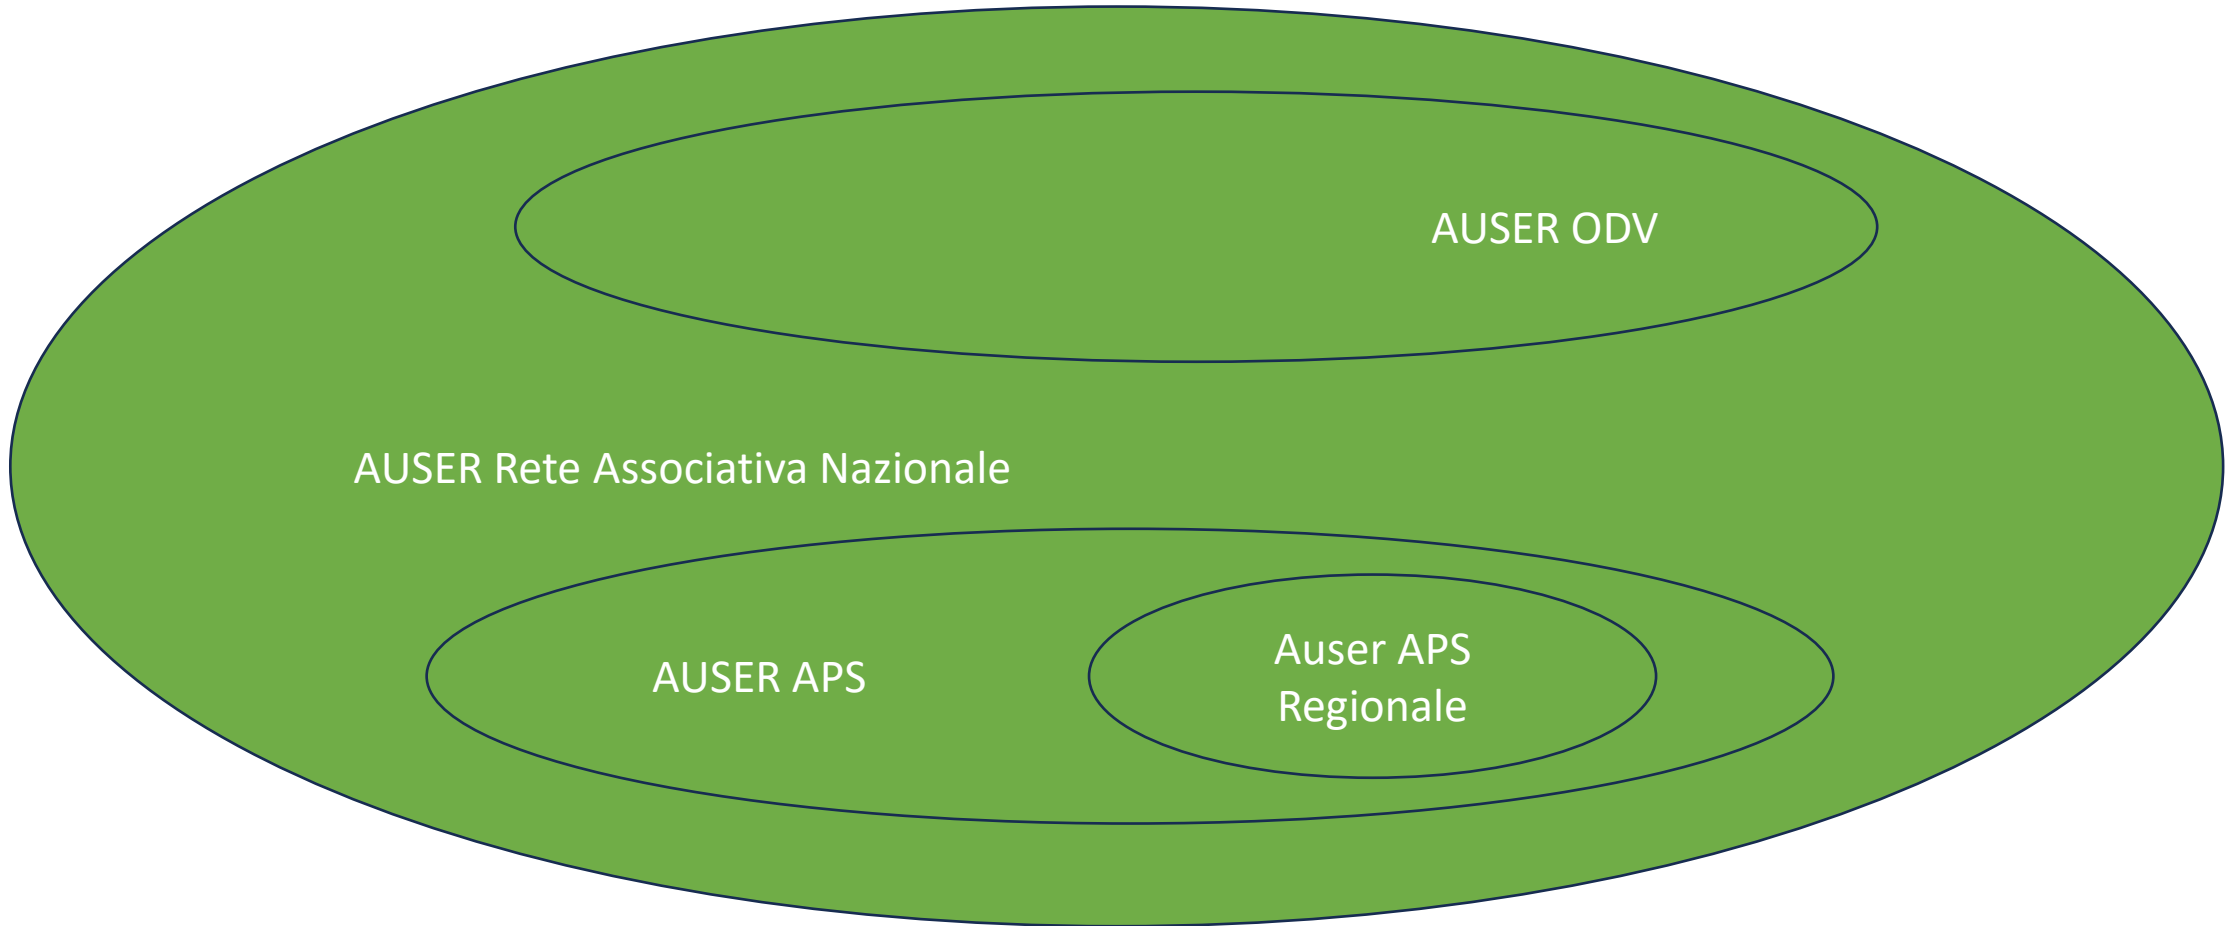 AUSER ODV
AUSER Rete Associativa Nazionale
AUSER APS
Auser APS
Regionale